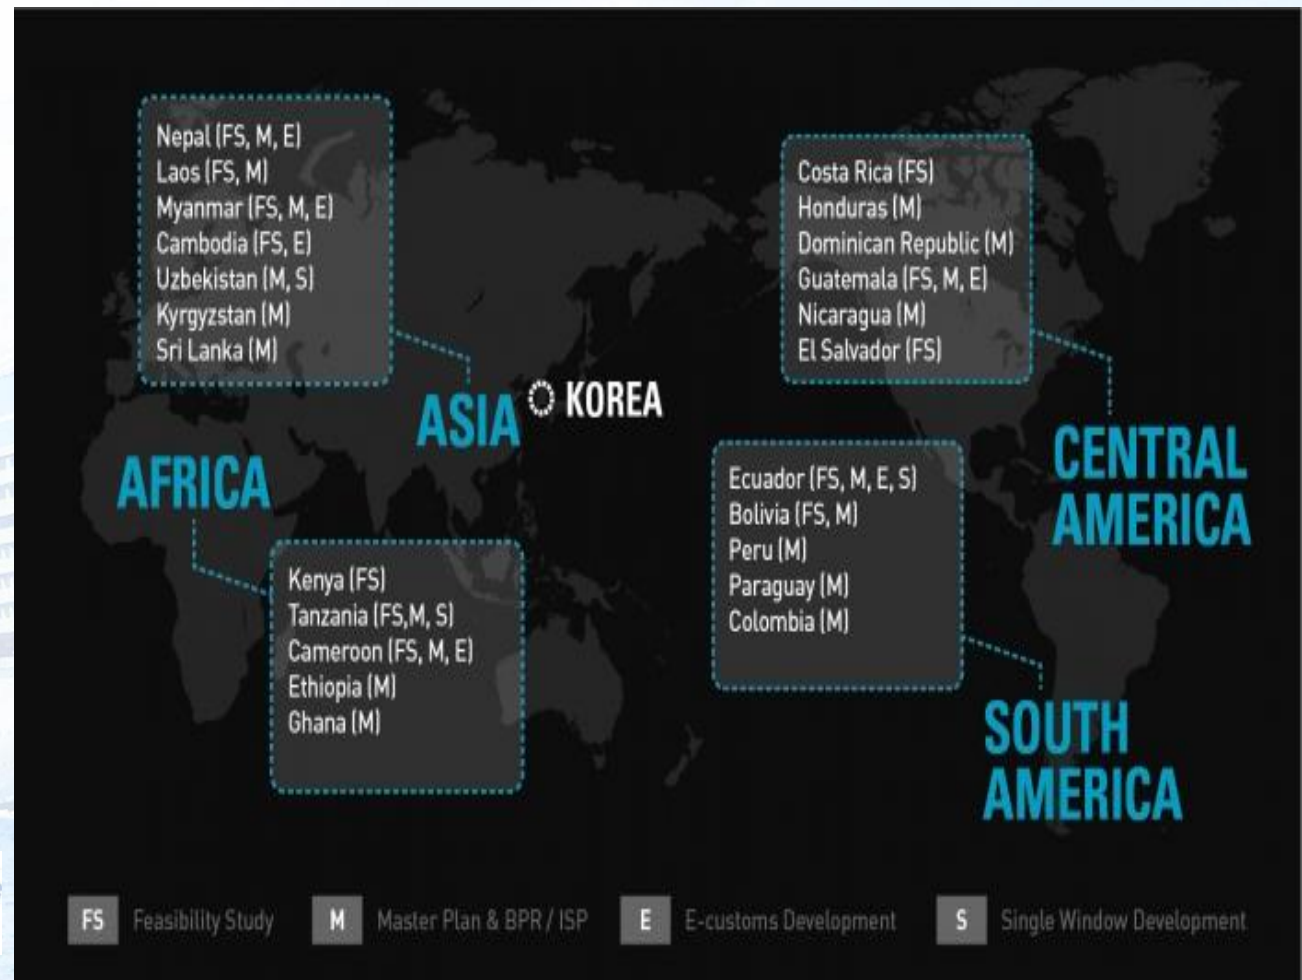 Nepal (FS, M, E)
Laos (FS, M)
Myanmar (FS, M, E)
Cambodia (FS, E)
Uzbekistan (M, S)
Kyrgyzstan (M)
Sri Lanka (M)
ASIA
KOREA
AFRICA
Kenya (FS)
Tanzania (FS,M, S)
Cameroon (FS, M, E)
Ethiopia (M)
Ghana (M)
Costa Rica (FS)
Honduras (M)
Dominican Republic (M)
Guatemala (FS, M, E)
Nicaragua (M)
El Salvador (FS)
CENTRAL
AMERICA
Ecuador (FS, M, E, S)
Bolivia (FS, M)
Peru (M)
Paraguay (M)
Colombia (M)
SOUTH
AMERICA
FS Feasibility Study
M Master Plan & BPR / ISP
E E-customs Development
S Single Window Development